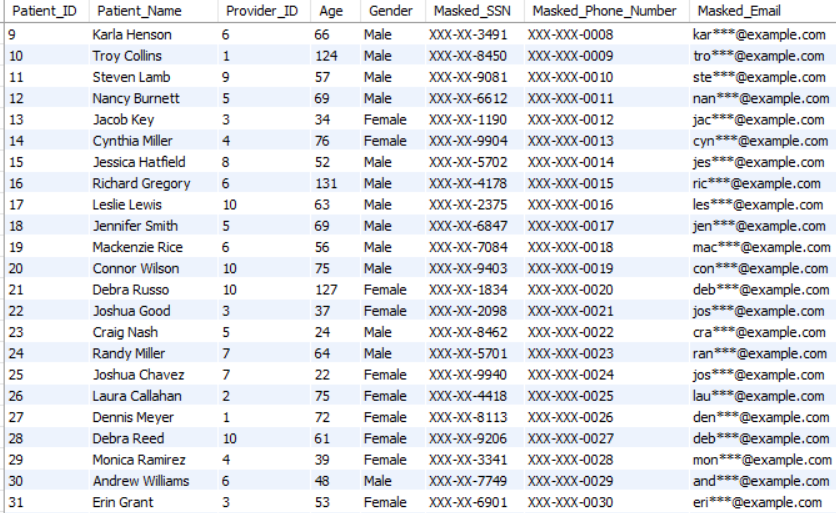 Patient_ID Patient_Name Provider_ID Age Gender Masked_SSN Masked_Phone_Number Masked_Email
9 Karla Henson 6 66 Male XXX-XX-3491 XXX-XXX-0008 kar***@example.com
10 Troy Collins 1 124 Male XXX-XX-8450 XXX-XXX-0009 tro***@example.com
11 Steven Lamb 9 57 Male XXX-XX-9081 XXX-XXX-0010 ste***@example.com
12 Nancy Burnett 5 69 Male XXX-XX-6612 XXX-XXX-0011 nan***@example.com
13 Jacob Key 3 34 Female XXX-XX-1190 XXX-XXX-0012 jac***@example.com
14 Cynthia Miller 4 76 Female XXX-XX-9904 XXX-XXX-0013 cyn***@example.com
15 Jessica Hatfield 8 52 Male XXX-XX-5702 XXX-XXX-0014 jes***@example.com
16 Richard Gregory 6 131 Male XXX-XX-4178 XXX-XXX-0015 ric***@example.com
17 Leslie Lewis 10 63 Male XXX-XX-2375 XXX-XXX-0016 les***@example.com
18 Jennifer Smith 5 69 Male XXX-XX-6847 XXX-XXX-0017 jen***@example.com
19 Mackenzie Rice 6 56 Male XXX-XX-7084 XXX-XXX-0018 mac***@example.com
20 Connor Wilson 10 75 Male XXX-XX-9403 XXX-XXX-0019 con***@example.com
21 Debra Russo 10 127 Female XXX-XX-1834 XXX-XXX-0020 deb***@example.com
22 Joshua Good 3 37 Female XXX-XX-2098 XXX-XXX-0021 jos***@example.com
23 Craig Nash 5 24 Male XXX-XX-8462 XXX-XXX-0022 cra***@example.com
24 Randy Miller 7 64 Male XXX-XX-5701 XXX-XXX-0023 ran***@example.com
25 Joshua Chavez 7 22 Female XXX-XX-9940 XXX-XXX-0024 jos***@example.com
26 Laura Callahan 2 75 Female XXX-XX-4418 XXX-XXX-0025 lau***@example.com
27 Dennis Meyer 1 72 Female XXX-XX-8113 XXX-XXX-0026 den***@example.com
28 Debra Reed 10 61 Female XXX-XX-9206 XXX-XXX-0027 deb***@example.com
29 Monica Ramirez 4 39 Female XXX-XX-3341 XXX-XXX-0028 mon***@example.com
30 Andrew Williams 6 48 Male XXX-XX-7749 XXX-XXX-0029 and***@example.com
31 Erin Grant 3 53 Female XXX-XX-6901 XXX-XXX-0030 eri***@example.com